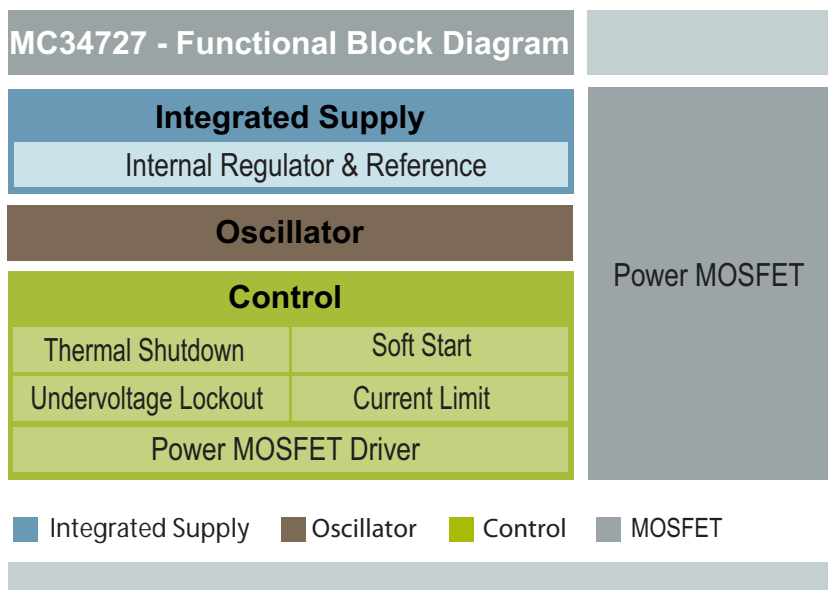 MC34727 - Functional Block Diagram
Integrated Supply
Internal Regulator & Reference
Oscillator
Control
Thermal Shutdown
Soft Start
Undervoltage Lockout
Current Limit
Power MOSFET Driver
Power MOSFET
Integrated Supply
Oscillator
Control
MOSFET